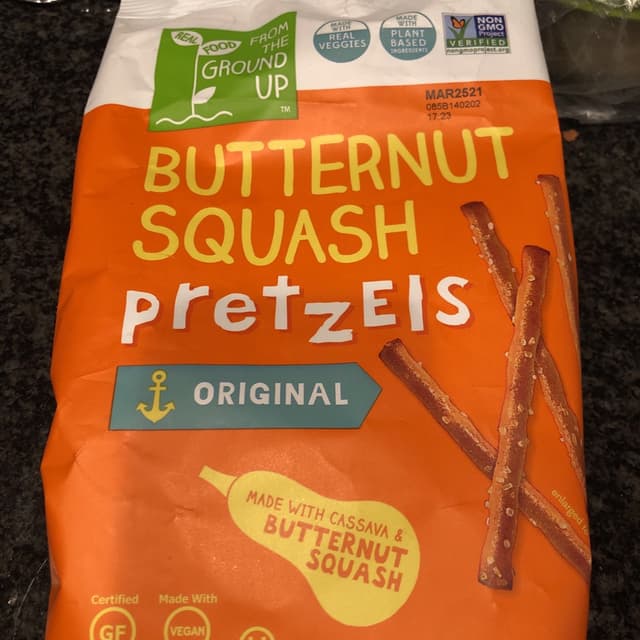 REAL FOOD FROM
THE
GROUND
UP
TM
MADE WITH
REAL
VEGGIES
MADE WITH
PLANT
BASED
INGREDIENTS
NON
GMO
Project
VERIFIED
nongmoproject.org
MAR2521
085B140202
17:23
BUTTERNUT
SQUASH
PretzEls
ORIGINAL
MADE WITH CASSAVA &
BUTTERNUT
SQUASH
enlarged
Certified
GF
Made With
VEGAN